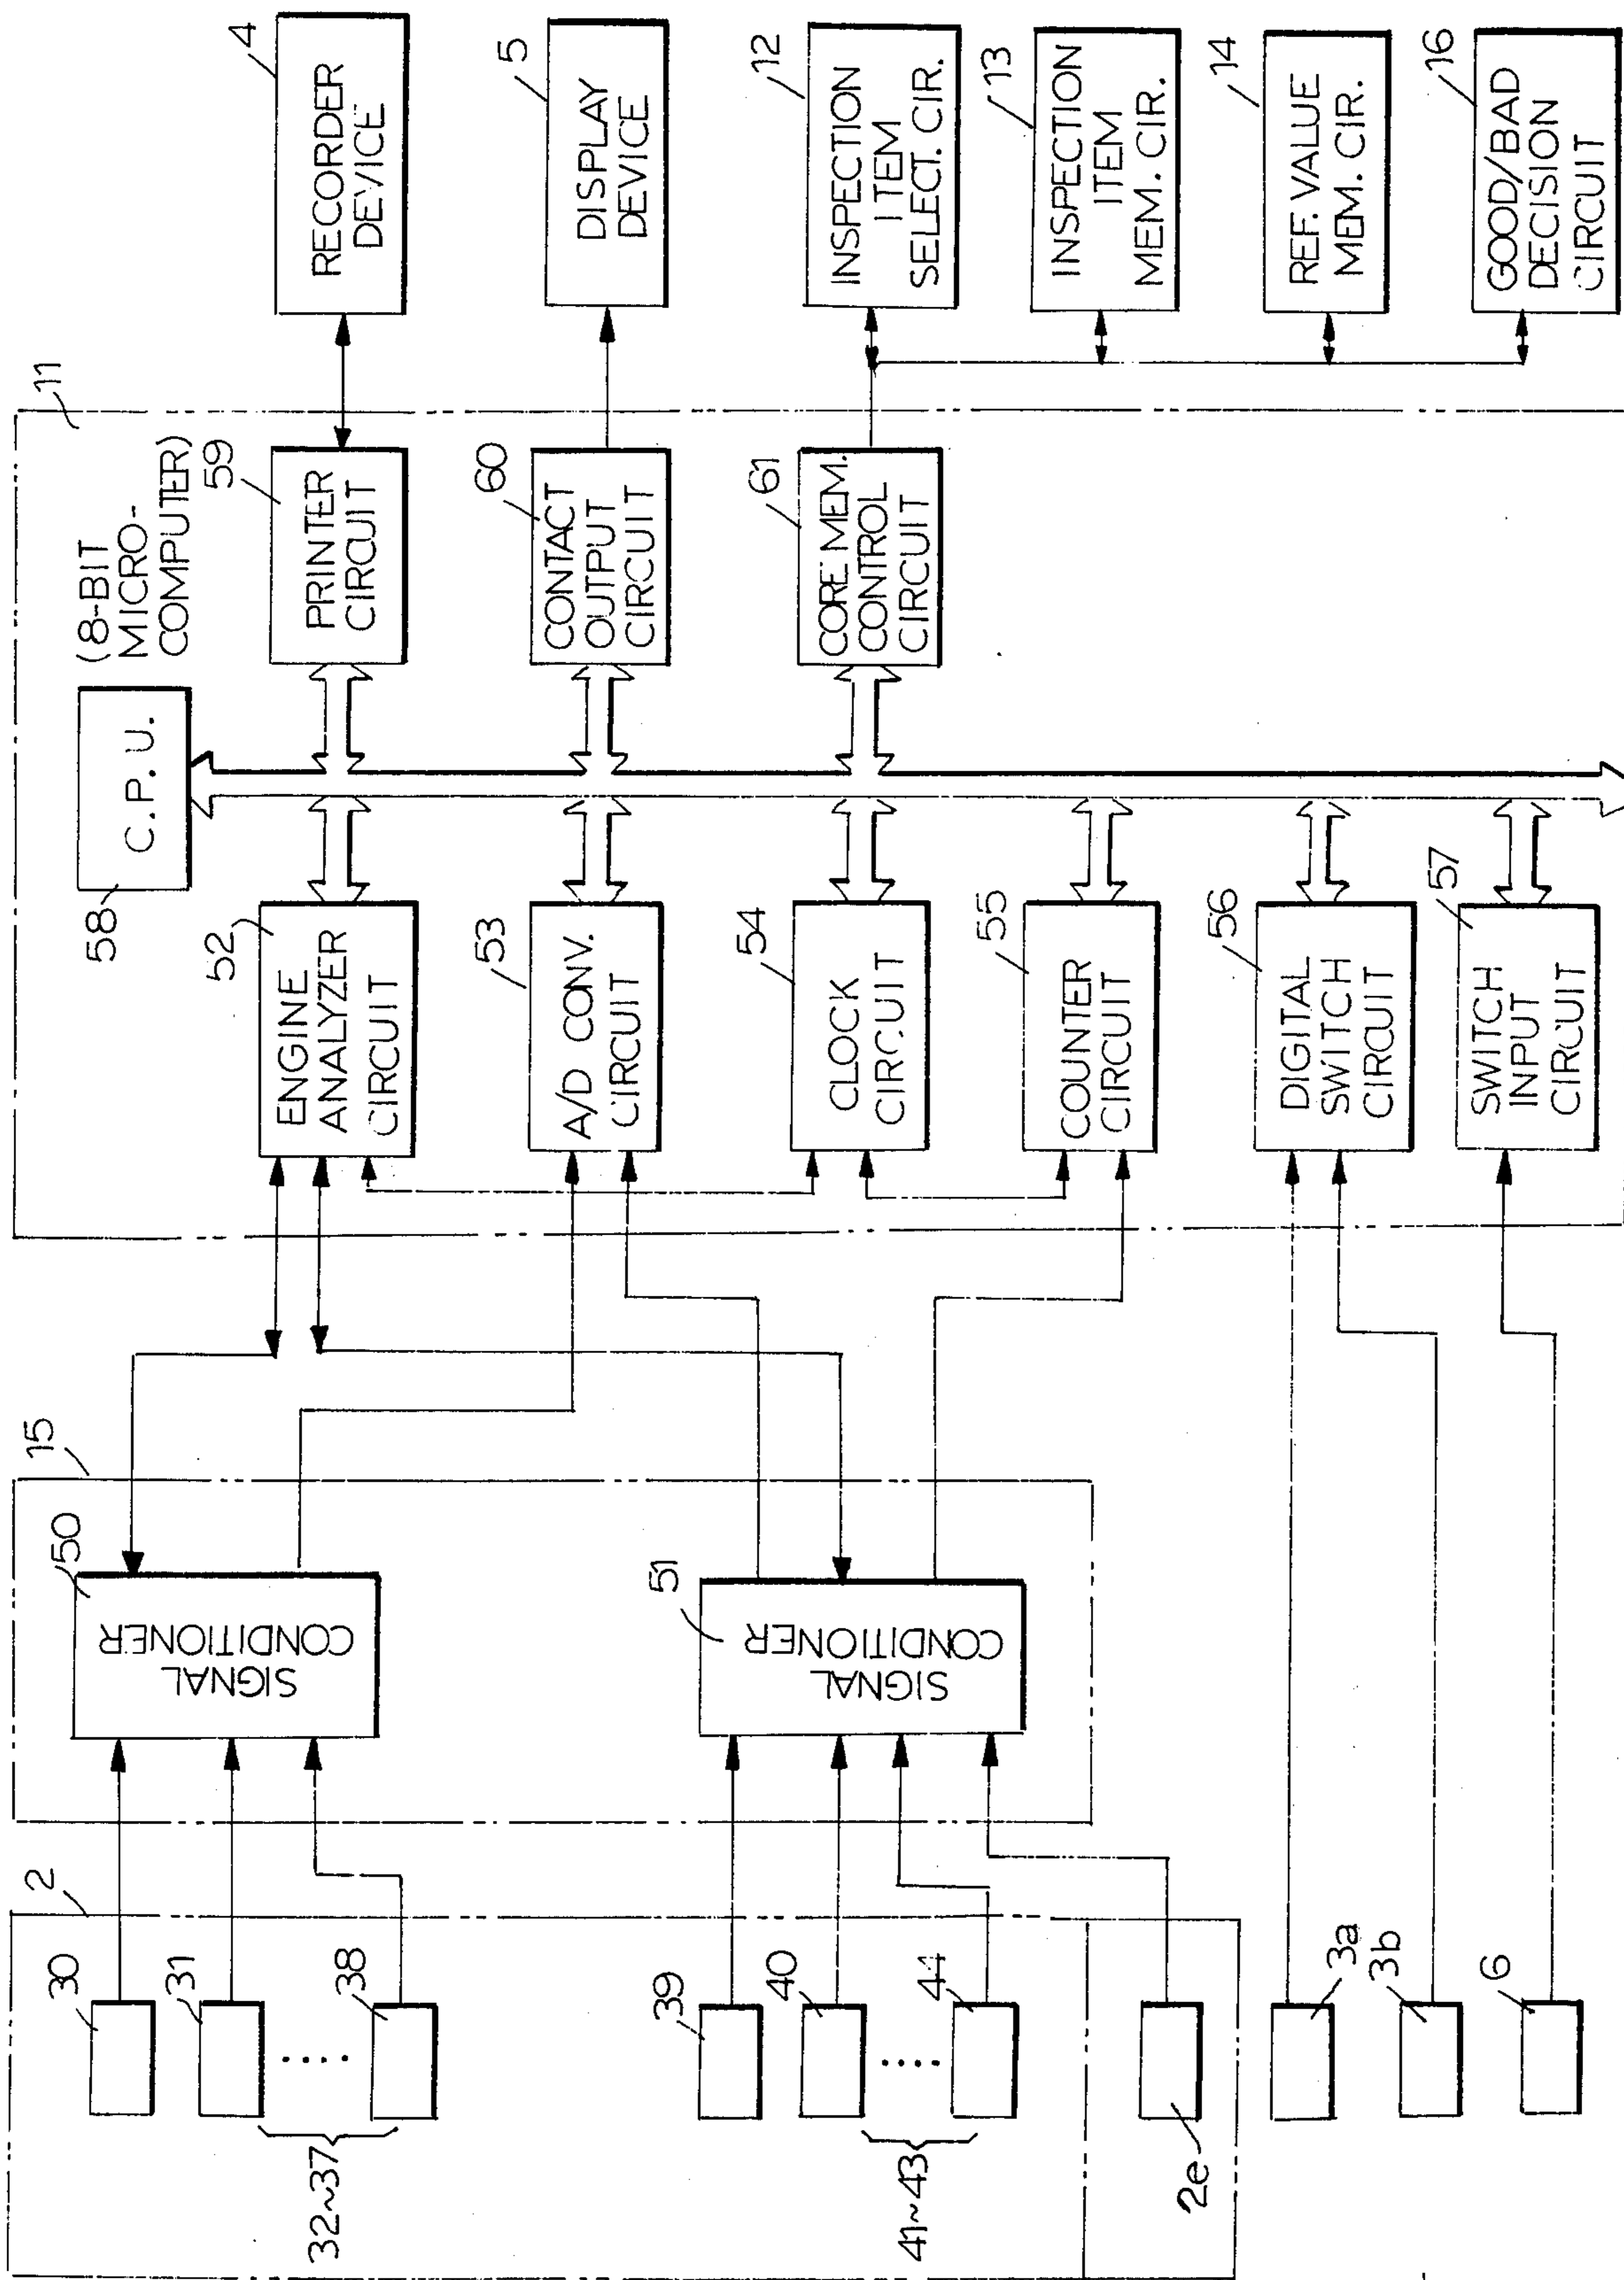 2
30
31
32~37
38
39
40
41~43
44
2e
3a
3b
6
15
50
SIGNAL
CONDITIONER
51
SIGNAL
CONDITIONER
11
(8-BIT
MICRO-
COMPUTER)
58
C.P.U.
52
ENGINE
ANALYZER
CIRCUIT
53
A/D CONV.
CIRCUIT
54
CLOCK
CIRCUIT
55
COUNTER
CIRCUIT
56
DIGITAL
SWITCH
CIRCUIT
57
SWITCH
INPUT
CIRCUIT
59
PRINTER
CIRCUIT
60
CONTACT
OUTPUT
CIRCUIT
61
CORE MEM.
CONTROL
CIRCUIT
4
RECORDER
DEVICE
5
DISPLAY
DEVICE
12
INSPECTION
ITEM
SELECT. CIR.
13
INSPECTION
ITEM
MEM. CIR.
14
REF. VALUE
MEM. CIR.
16
GOOD/BAD
DECISION
CIRCUIT